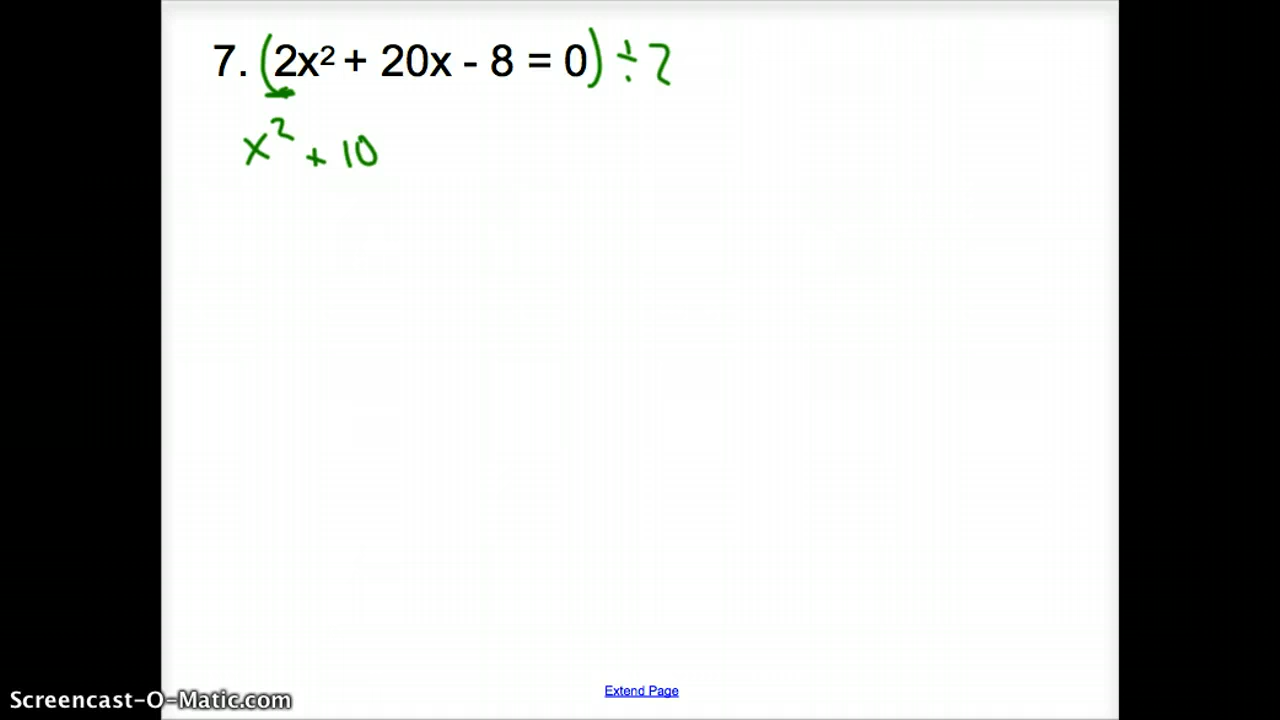 7. (2x² + 20x - 8 = 0) ÷ 2
x² + 10
Extend Page
Screencast-O-Matic.com